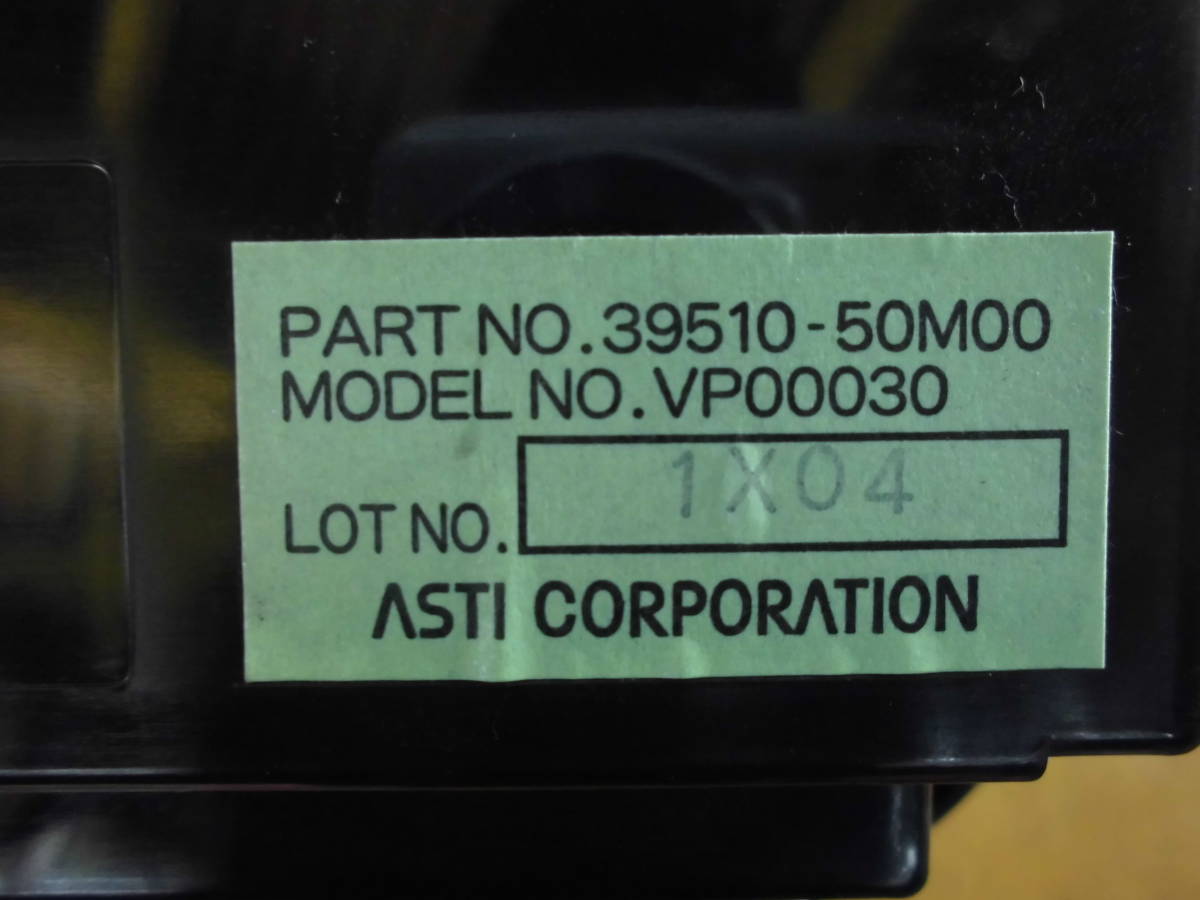 PART NO.39510-50M00
MODEL NO.VP00030
LOT NO. 1X04
ASTI CORPORATION